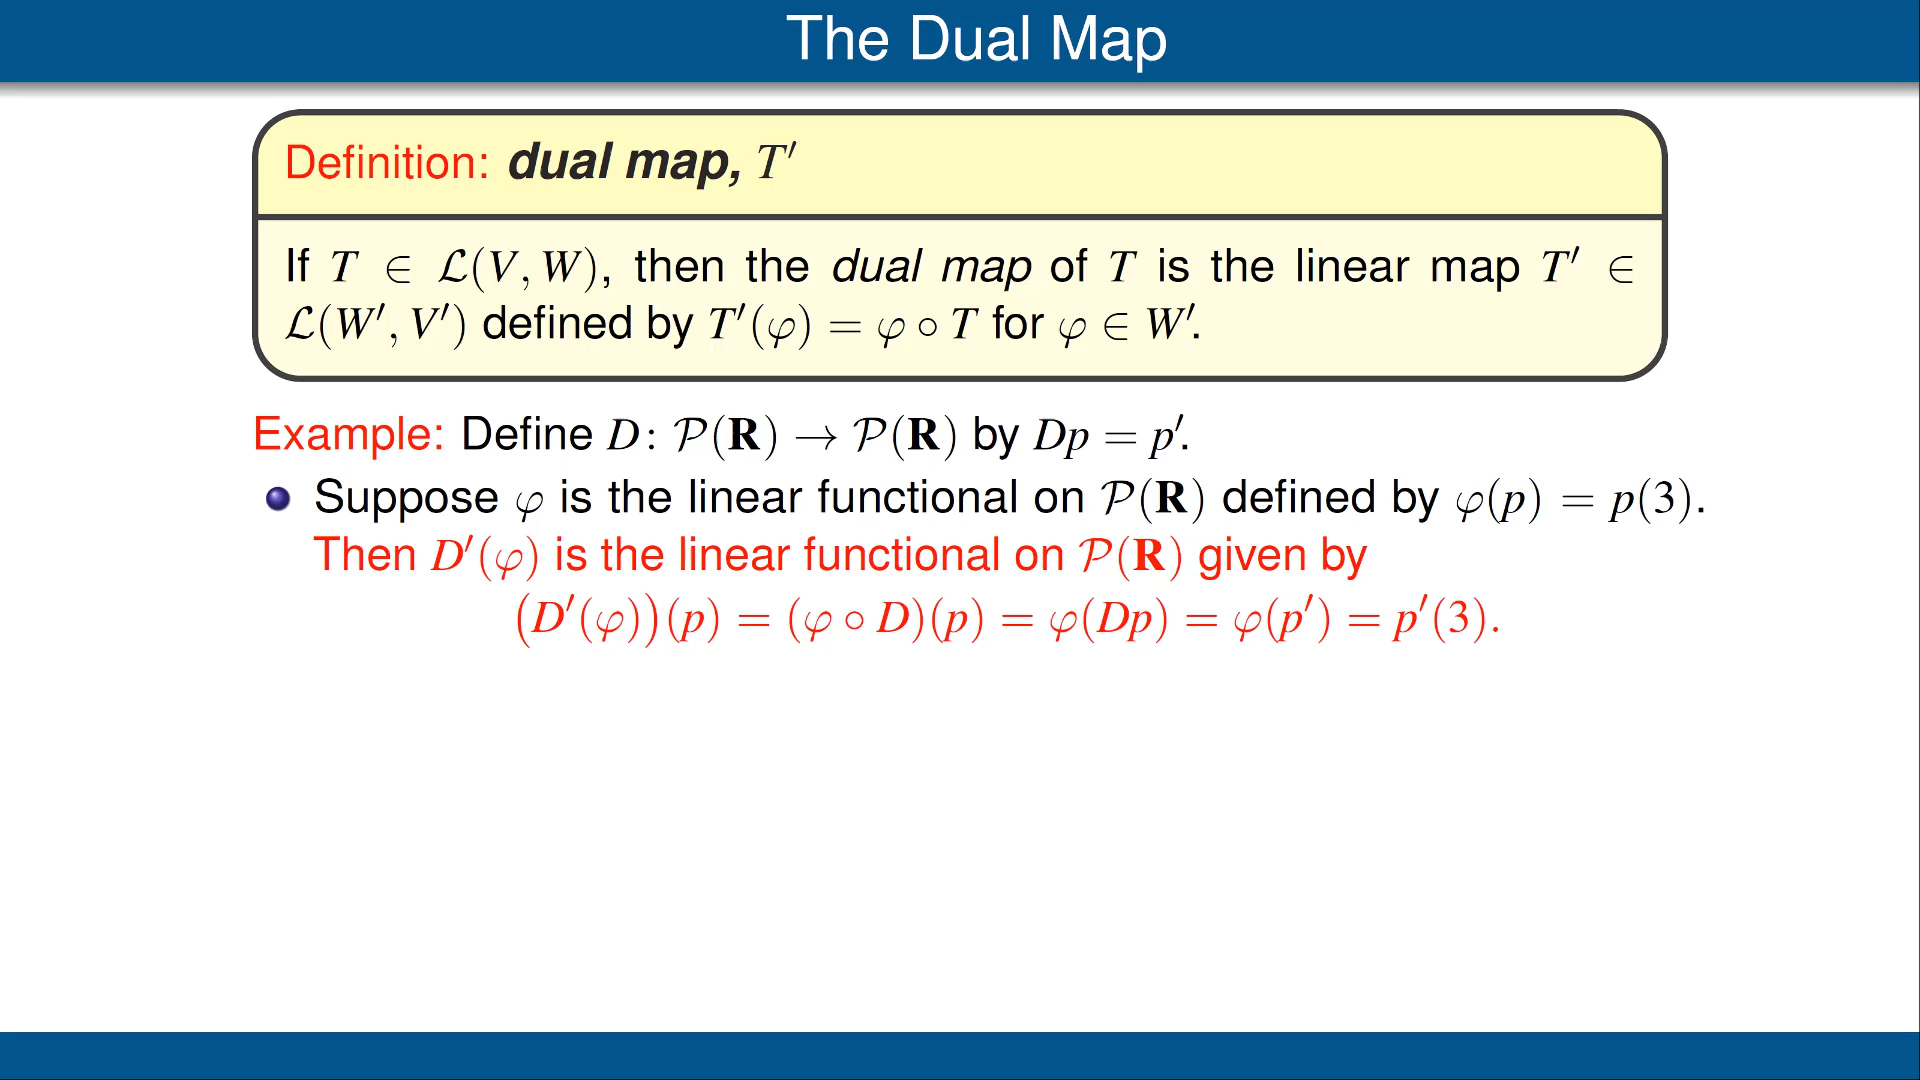 The Dual Map
Definition: dual map, T′
If T ∈ ℒ(V, W), then the dual map of T is the linear map T′ ∈
ℒ(W′, V′) defined by T′(φ) = φ ∘ T for φ ∈ W′.
Example: Define D: 𝒫(𝐑) → 𝒫(𝐑) by Dp = p′.
Suppose φ is the linear functional on 𝒫(𝐑) defined by φ(p) = p(3).
Then D′(φ) is the linear functional on 𝒫(𝐑) given by
(D′(φ))(p) = (φ ∘ D)(p) = φ(Dp) = φ(p′) = p′(3).